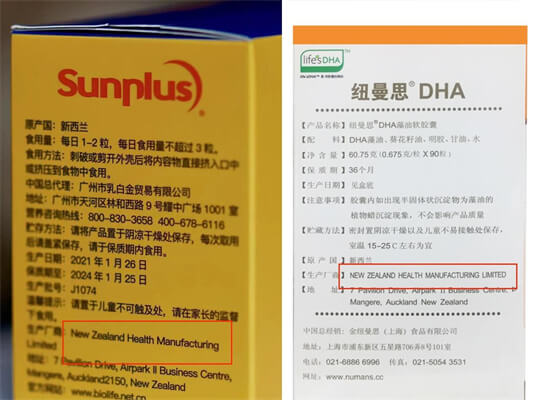 Sunplus
原产国：新西兰
食用量：每日1-2粒，每日食用量不超过3粒。
食用方法：刺破或剪开外壳后将内容物直接挤入口中
或挤压到食物中食用。
中国总代理：广州市乳白金贸易有限公司
地址：广州市天河区林和西路9号耀中广场1001室
营养咨询热线：800-830-3658 400-678-6116
贮存方法：请将产品置于阴凉干燥处保存，每次取用
后请盖紧盖，请于保质期内食用。
生产日期：2021年1月26日
保质期至：2024年1月25日
生产批号：J1074
温馨提示：请置于儿童不可触及处，请在家长的监督
下食用。
生产厂商：New Zealand Health Manufacturing
Limited
地址：7 Pavilion Drive, Airpark II Business Centre,
Mangere, Auckland2150, New Zealand
官方网站：www.biolife.net.cn
life'sDHA™
纽曼思®DHA
【产品名称】纽曼思®DHA藻油软胶囊
【配料】DHA藻油、葵花籽油、明胶、甘油、水
【净含量】60.75克(0.675克/粒X90粒)
【保质期】36个月
【生产日期】见盒底
【注意事项】胶囊内如出现半固体状沉淀物为藻油的
植物蜡沉淀现象，不会影响产品质量
【贮藏方法】密封置阴凉干燥以及儿童不易接触处保存，
室温15-25℃左右为宜
【原产国】新西兰
【生产厂商】NEW ZEALAND HEALTH MANUFACTURING LIMITED
【地址】7 Pavilion Drive, Airpark II Business Centre,
Mangere, Auckland New Zealand
中国总经销：金纽曼思（上海）食品有限公司
地址：上海市浦东新区五星路706弄8号101室
电话：021-6886 6996 传真：021-5054 3531
网址：www.numans.cc